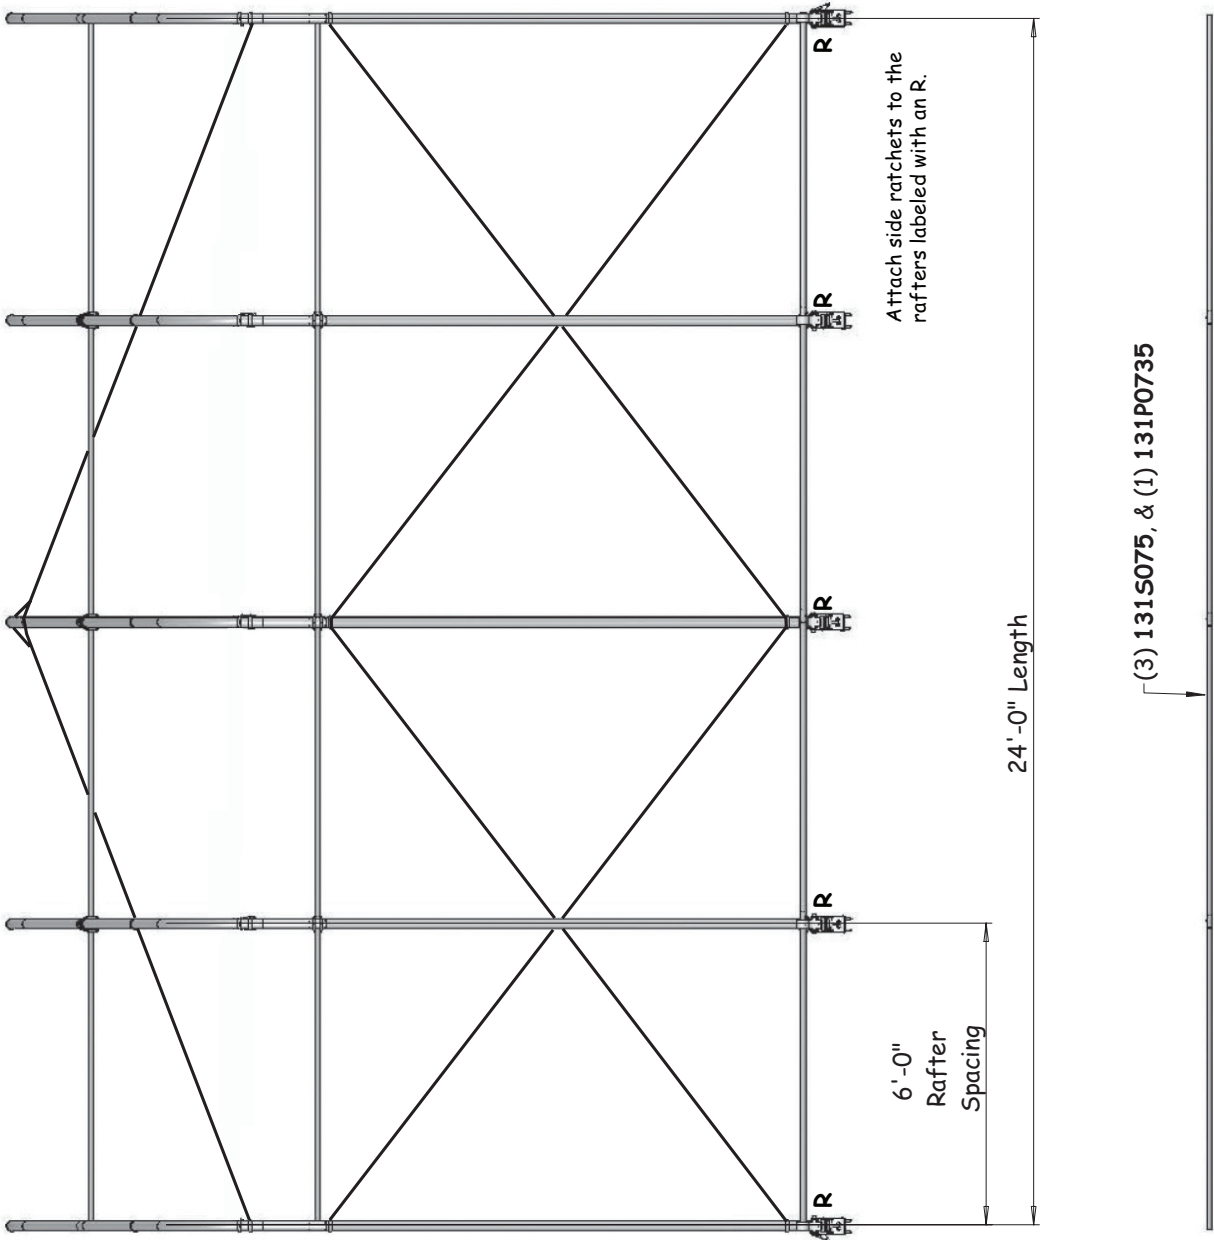 R
R
R
R
R
Attach side ratchets to the
rafters labeled with an R.
6'-0"
Rafter
Spacing
24'-0" Length
(3) 131S075, & (1) 131P0735